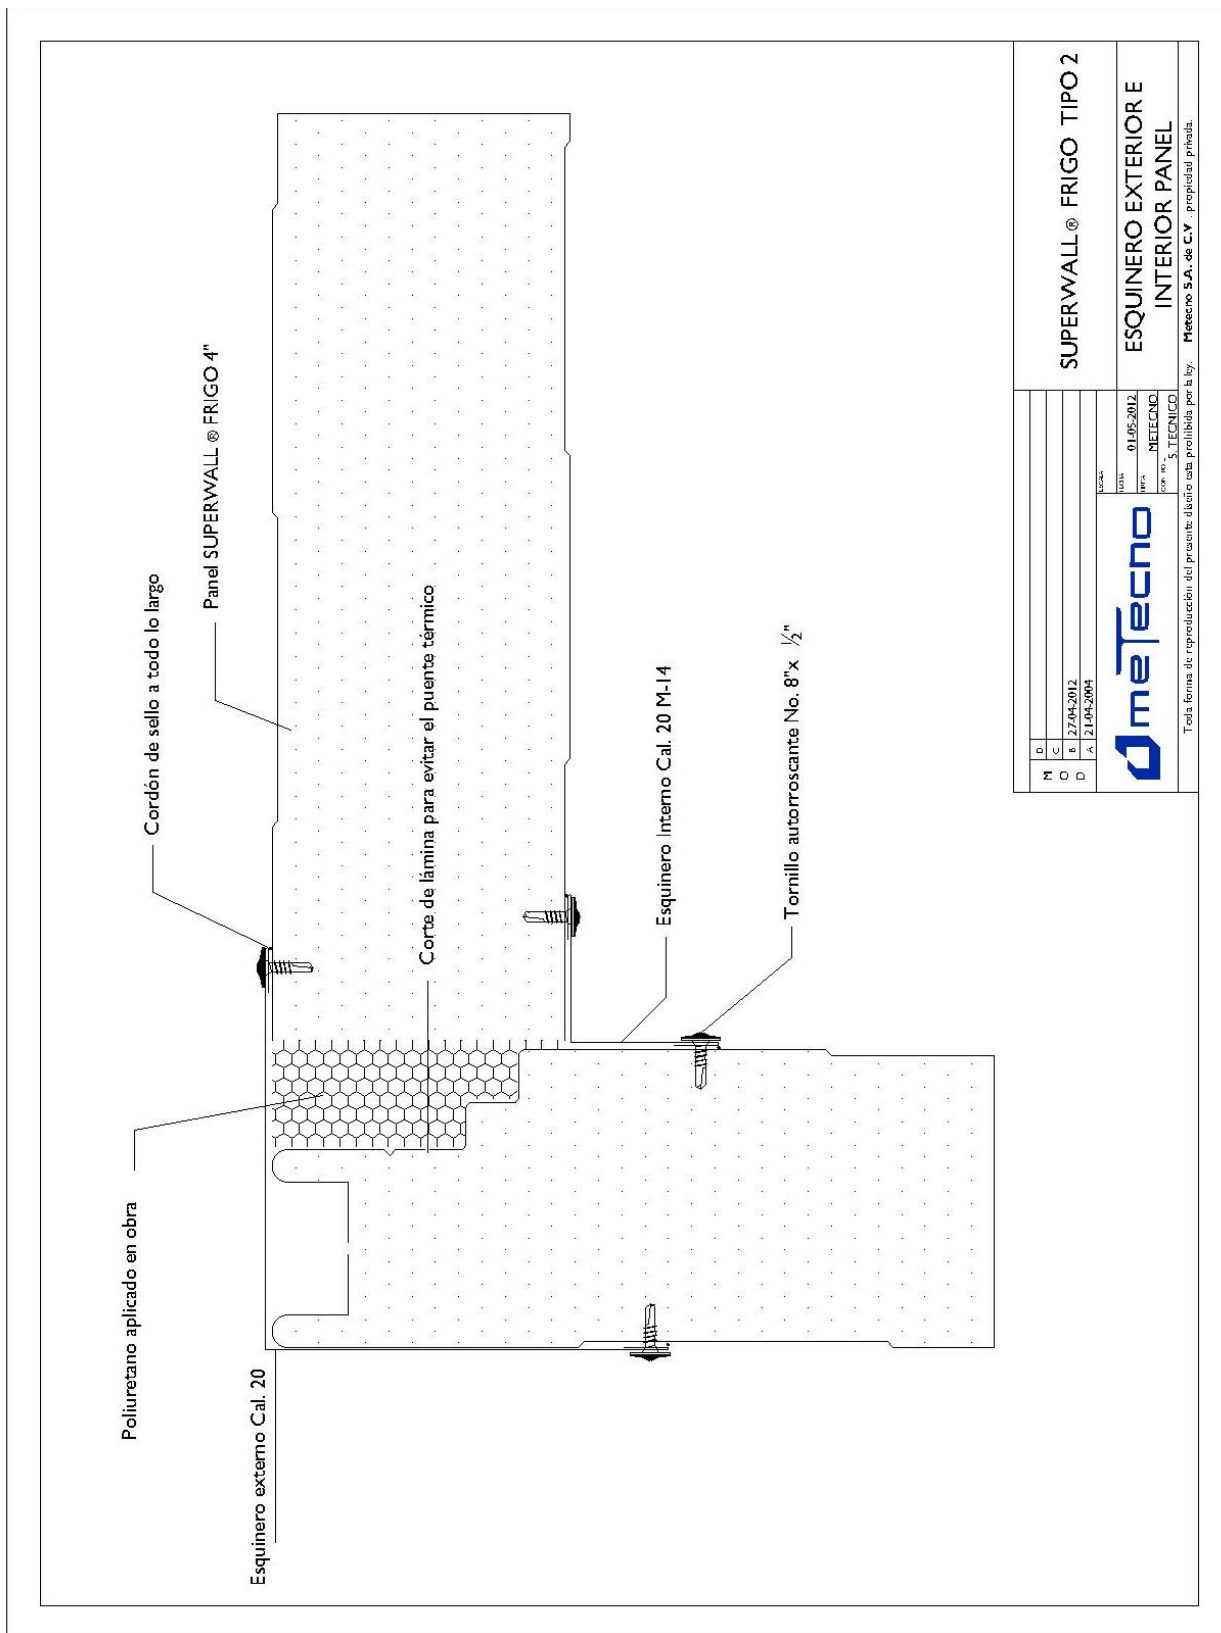 Cordón de sello a todo lo largo
Panel SUPERWALL ® FRIGO 4"
Poliuretano aplicado en obra
Corte de lámina para evitar el puente térmico
Esquinero externo Cal. 20
Esquinero Interno Cal. 20 M-14
Tornillo autorroscante No. 8"x ½"
M
O
D
D
C
B 27-04-2012
A 21-04-2004
meTecno
ESCALA
FECHA 01-05-2012
METECNO
S. TECNICO
SUPERWALL® FRIGO TIPO 2
ESQUINERO EXTERIOR E
INTERIOR PANEL
Toda forma de reproducción del presente diseño esta prohibida por la ley. Metecno S.A. de C.V. propiedad privada.